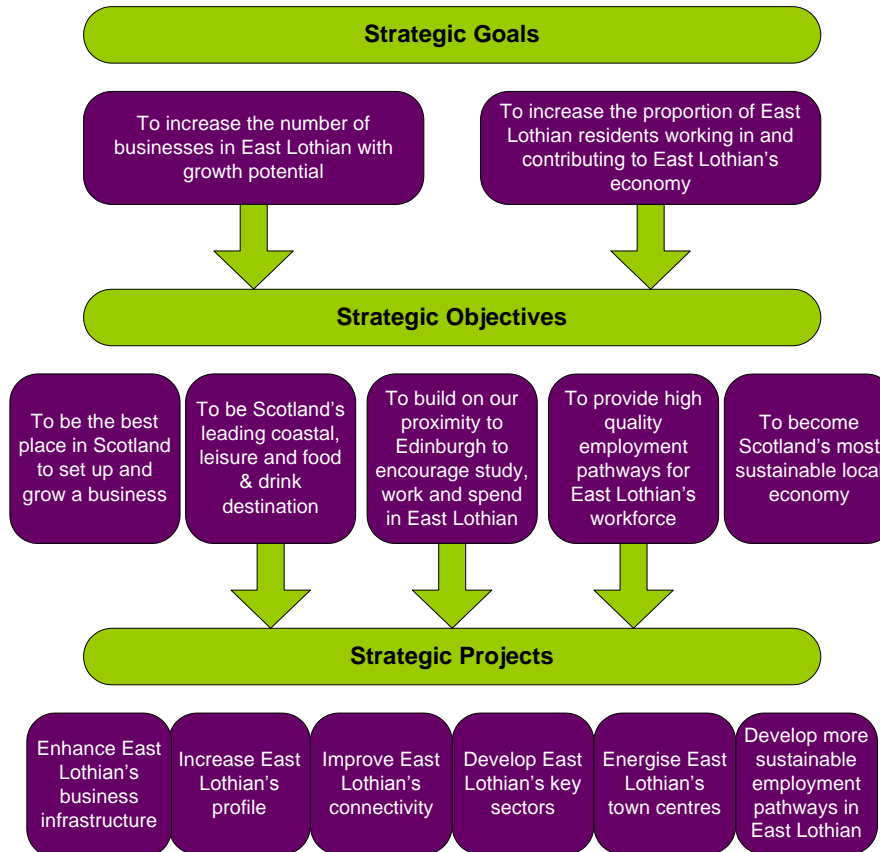 Strategic Goals
To increase the number of
businesses in East Lothian with
growth potential
To increase the proportion of East
Lothian residents working in and
contributing to East Lothian's
economy
Strategic Objectives
To be the best
place in Scotland
to set up and
grow a business
To be Scotland's
leading coastal,
leisure and food
& drink
destination
To build on our
proximity to
Edinburgh to
encourage study,
work and spend
in East Lothian
To provide high
quality
employment
pathways for
East Lothian's
workforce
To become
Scotland's most
sustainable local
economy
Strategic Projects
Enhance East
Lothian's
business
infrastructure
Increase East
Lothian's
profile
Improve East
Lothian's
connectivity
Develop East
Lothian's key
sectors
Energise East
Lothian's
town centres
Develop more
sustainable
employment
pathways in
East Lothian